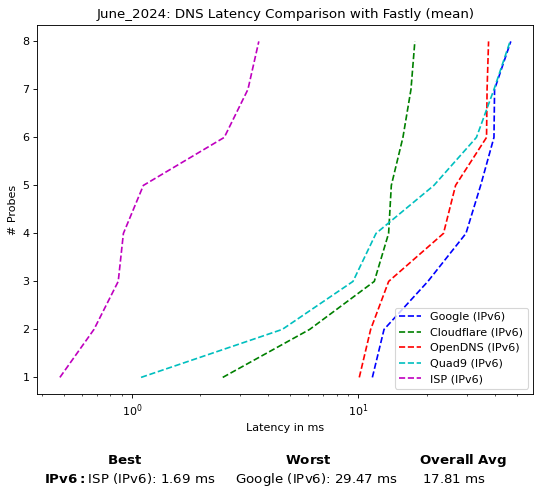 June_2024: DNS Latency Comparison with Fastly (mean)
8
7
6
5
4
3
2
1
# Probes
Google (IPv6)
Cloudflare (IPv6)
OpenDNS (IPv6)
Quad9 (IPv6)
ISP (IPv6)
10⁰ 10¹
Latency in ms
Best Worst Overall Avg
IPv6: ISP (IPv6): 1.69 ms Google (IPv6): 29.47 ms 17.81 ms